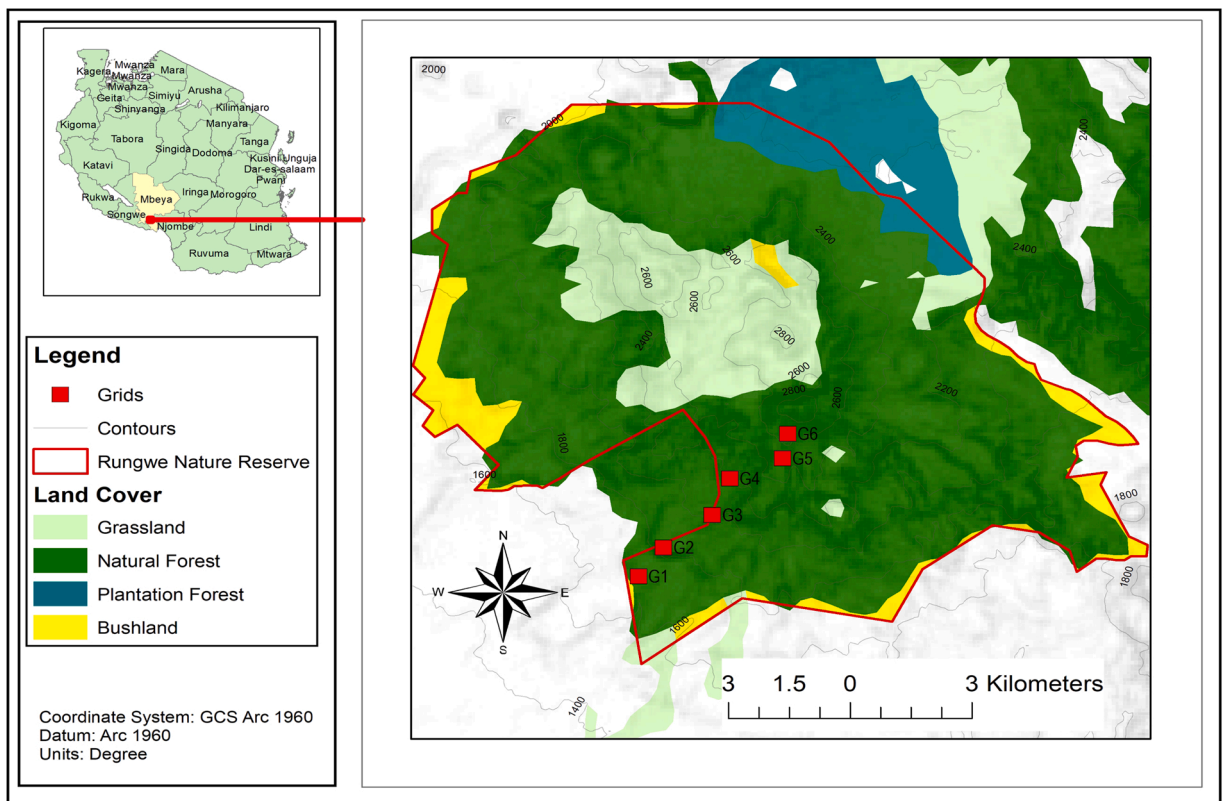 Mwanza
Kagera
Mwanza
Mara
Mwanza
Geita
Simiyu
Arusha
Shinyanga
Kilimanjaro
Kigoma
Manyara
Tabora
Tanga
Singida
Dodoma
Kusini Unguja
Katavi
Dar-es-salaam
Pwani
Rukwa
Mbeya
Iringa
Morogoro
Songwe
Njombe
Lindi
Ruvuma
Mtwara
Legend
Grids
Contours
Rungwe Nature Reserve
Land Cover
Grassland
Natural Forest
Plantation Forest
Bushland
Coordinate System: GCS Arc 1960
Datum: Arc 1960
Units: Degree
2000
2000
2400
2400
2400
2600
2600
2600
2400
2800
2600
2800
2600
2200
1800
1600
G6
G5
G4
G3
G2
G1
1800
1800
1600
1400
N
W E
S
3 1.5 0 3 Kilometers